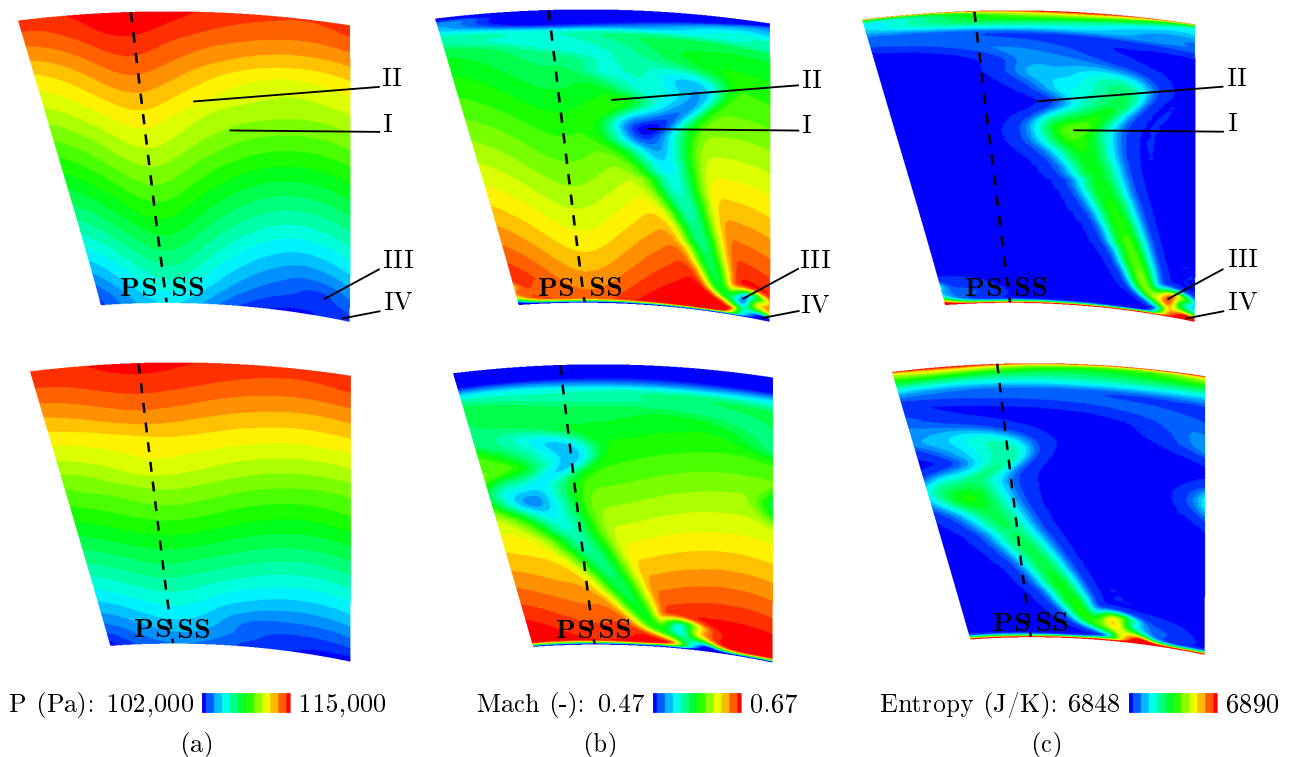 II
I
III
IV
PS SS
II
I
III
IV
PS SS
II
I
III
IV
PS SS
PS SS
PS SS
PS SS
P (Pa): 102,000 115,000
Mach (-): 0.47 0.67
Entropy (J/K): 6848 6890
(a)
(b)
(c)